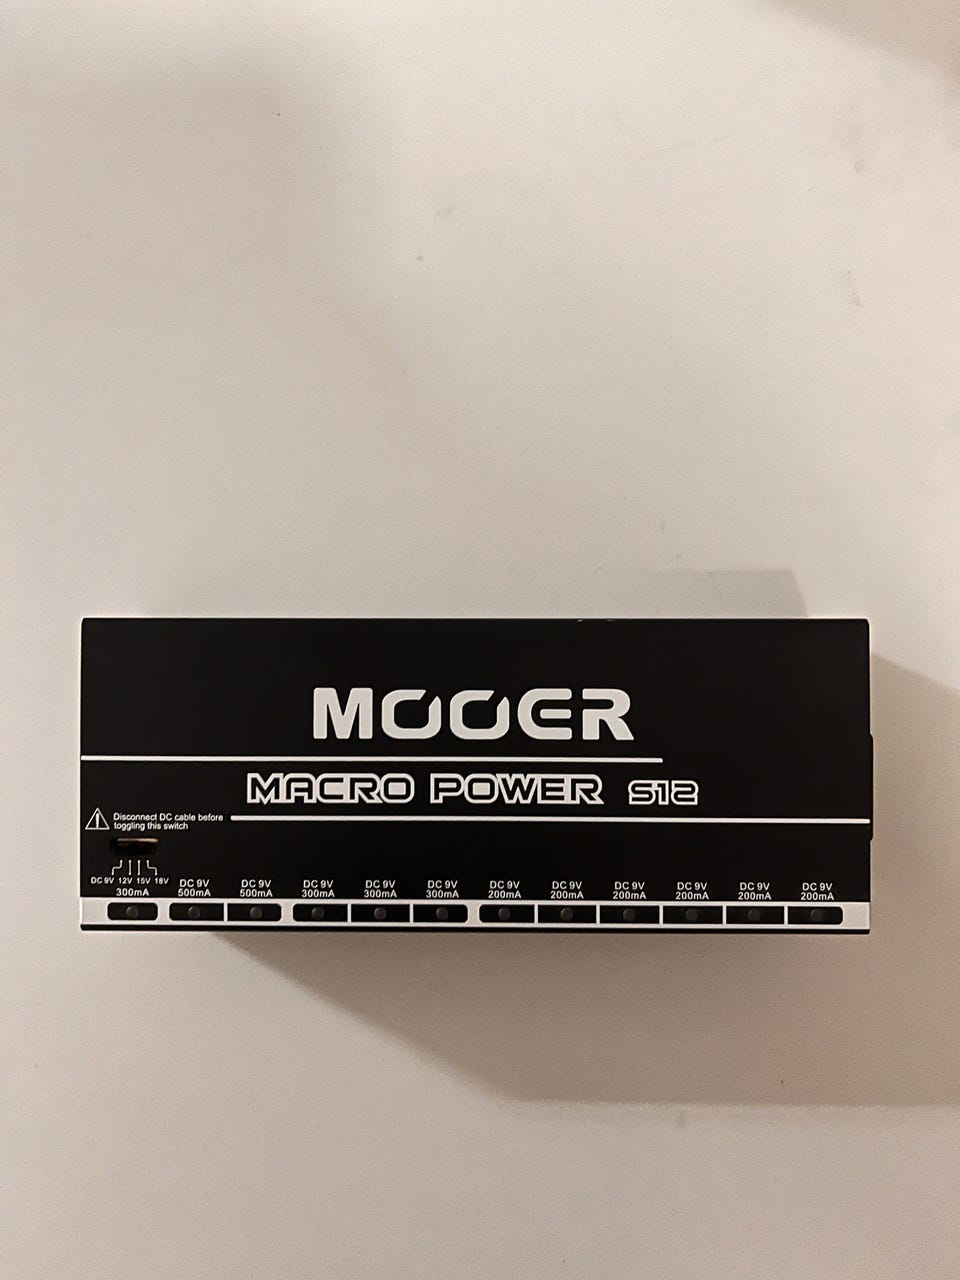 MOOER
MACRO POWER S12
Disconnect DC cable before
toggling this switch
DC 9V 12V 15V 18V
300mA
DC 9V
500mA
DC 9V
500mA
DC 9V
300mA
DC 9V
300mA
DC 9V
300mA
DC 9V
200mA
DC 9V
200mA
DC 9V
200mA
DC 9V
200mA
DC 9V
200mA
DC 9V
200mA